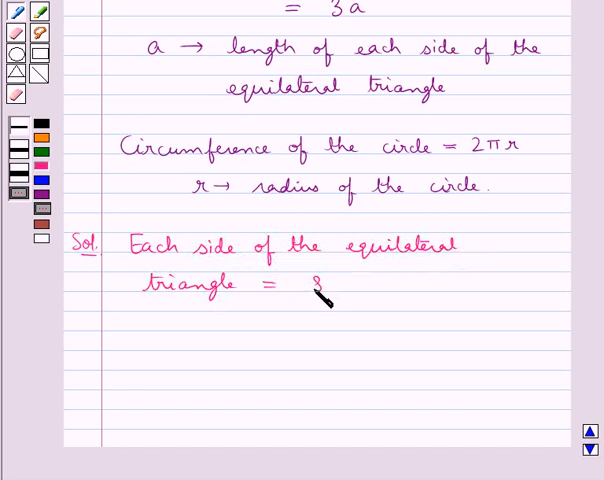 = 3a
a → length of each side of the
equilateral triangle
Circumference of the circle = 2πr
r → radius of the circle.
Sol. Each side of the equilateral
triangle = 8